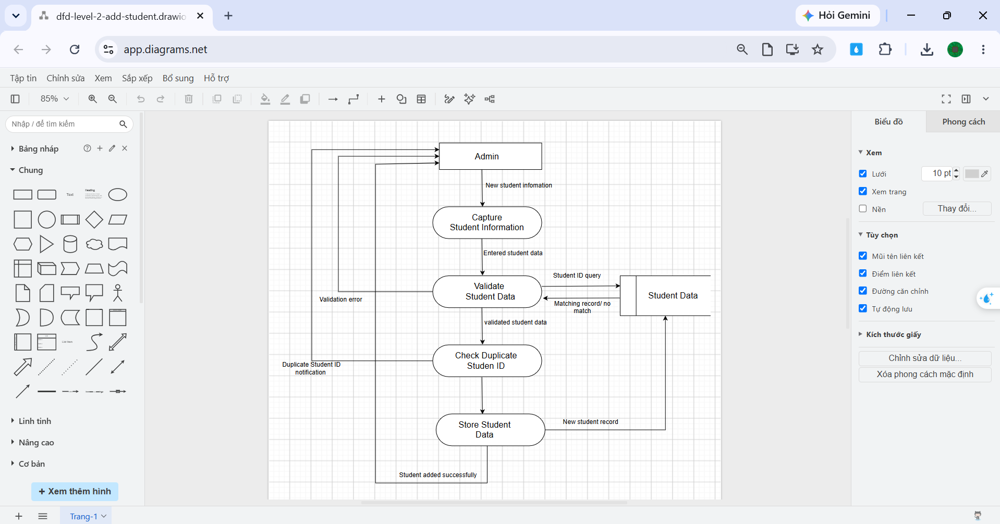 dfd-level-2-add-student.drawio
Hỏi Gemini
app.diagrams.net
Tập tin
Chỉnh sửa
Xem
Sắp xếp
Bổ sung
Hỗ trợ
85%
Nhập / để tìm kiếm
Bảng nháp
Chung
Text
Heading
List Item
Linh tinh
Nâng cao
Cơ bản
+ Xem thêm hình
Admin
New student infomation
Capture
Student Information
Entered student data
Validate
Student Data
Student ID query
Matching record/ no
match
Student Data
Validation error
validated student data
Check Duplicate
Studen ID
Duplicate Student ID
notification
Store Student
Data
New student record
Student added successfully
Biểu đồ
Phong cách
Xem
Lưới
10 pt
Xem trang
Nền
Thay đổi...
Tùy chọn
Mũi tên liên kết
Điểm liên kết
Đường căn chỉnh
Tự động lưu
Kích thước giấy
Chỉnh sửa dữ liệu...
Xóa phong cách mặc định
Trang-1